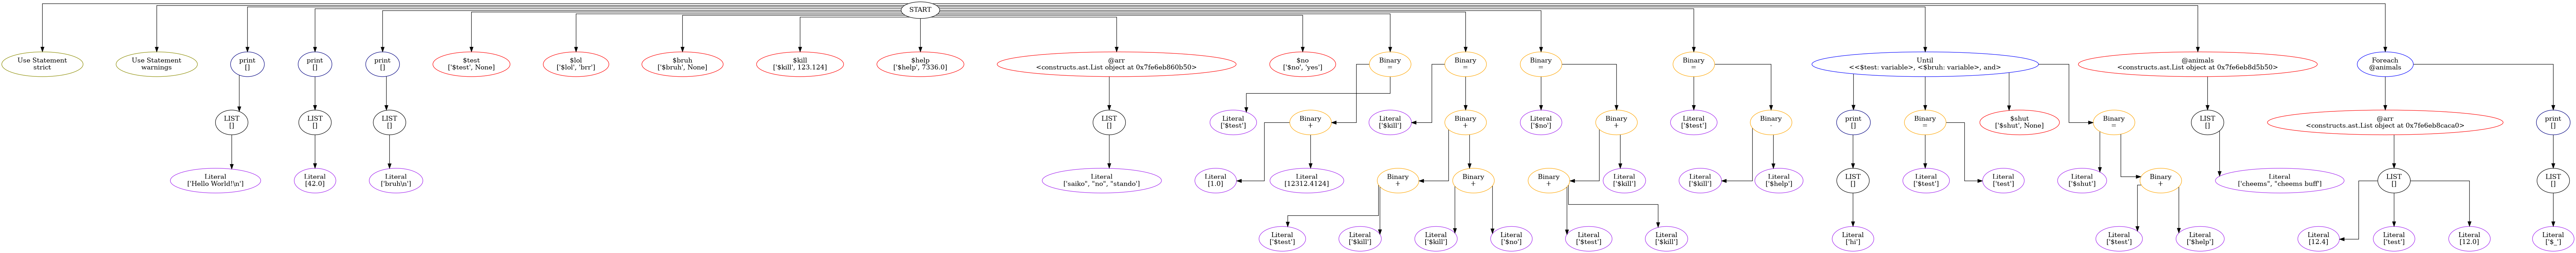 START
Use Statement
strict
Use Statement
warnings
print
[]
print
[]
print
[]
$test
['$test', None]
$lol
['$lol', 'brr']
$bruh
['$bruh', None]
$kill
['$kill', 123.124]
$help
['$help', 7336.0]
@arr
<constructs.ast.List object at 0x7fe6eb860b50>
$no
['$no', 'yes']
Binary
=
Binary
=
Binary
=
Binary
=
Until
<<$test: variable>, <$bruh: variable>, and>
@animals
<constructs.ast.List object at 0x7fe6eb8d5b50>
Foreach
@animals
LIST
[]
LIST
[]
LIST
[]
LIST
[]
Literal
['$test']
Binary
+
Literal
['$kill']
Binary
+
Literal
['$no']
Binary
+
Literal
['$test']
Binary
-
print
[]
Binary
=
$shut
['$shut', None]
Binary
=
LIST
[]
@arr
<constructs.ast.List object at 0x7fe6eb8caca0>
print
[]
Literal
['Hello World!\n']
Literal
[42.0]
Literal
['bruh\n']
Literal
['saiko", "no", "stando']
Literal
[1.0]
Literal
[12312.4124]
Binary
+
Binary
+
Binary
+
Literal
['$kill']
Literal
['$kill']
Literal
['$help']
LIST
[]
Literal
['$test']
Literal
['test']
Literal
['$shut']
Binary
+
Literal
['cheems", "cheems buff']
LIST
[]
LIST
[]
Literal
['$test']
Literal
['$kill']
Literal
['$kill']
Literal
['$no']
Literal
['$test']
Literal
['$kill']
Literal
['hi']
Literal
['$test']
Literal
['$help']
Literal
[12.4]
Literal
['test']
Literal
[12.0]
Literal
['$_']